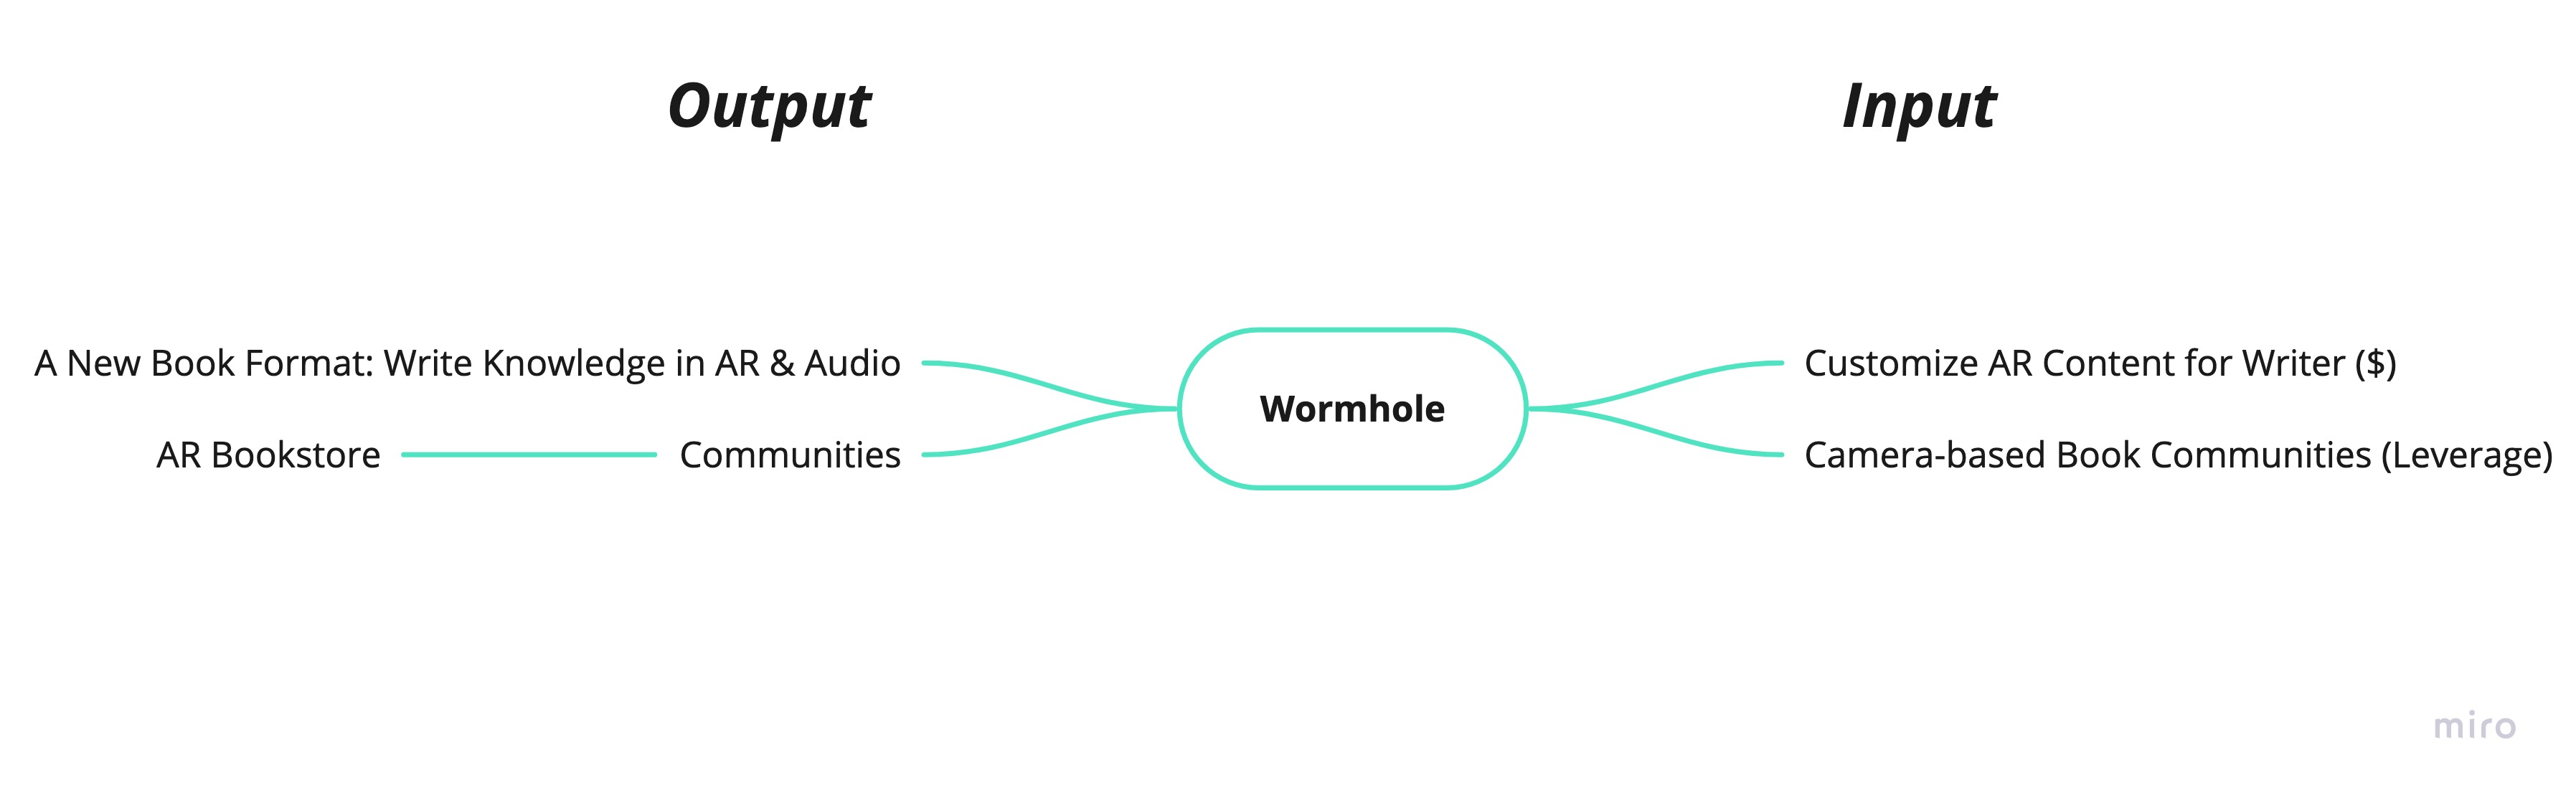 Output
Input
A New Book Format: Write Knowledge in AR & Audio
Customize AR Content for Writer ($)
Wormhole
AR Bookstore
Communities
Camera-based Book Communities (Leverage)
miro